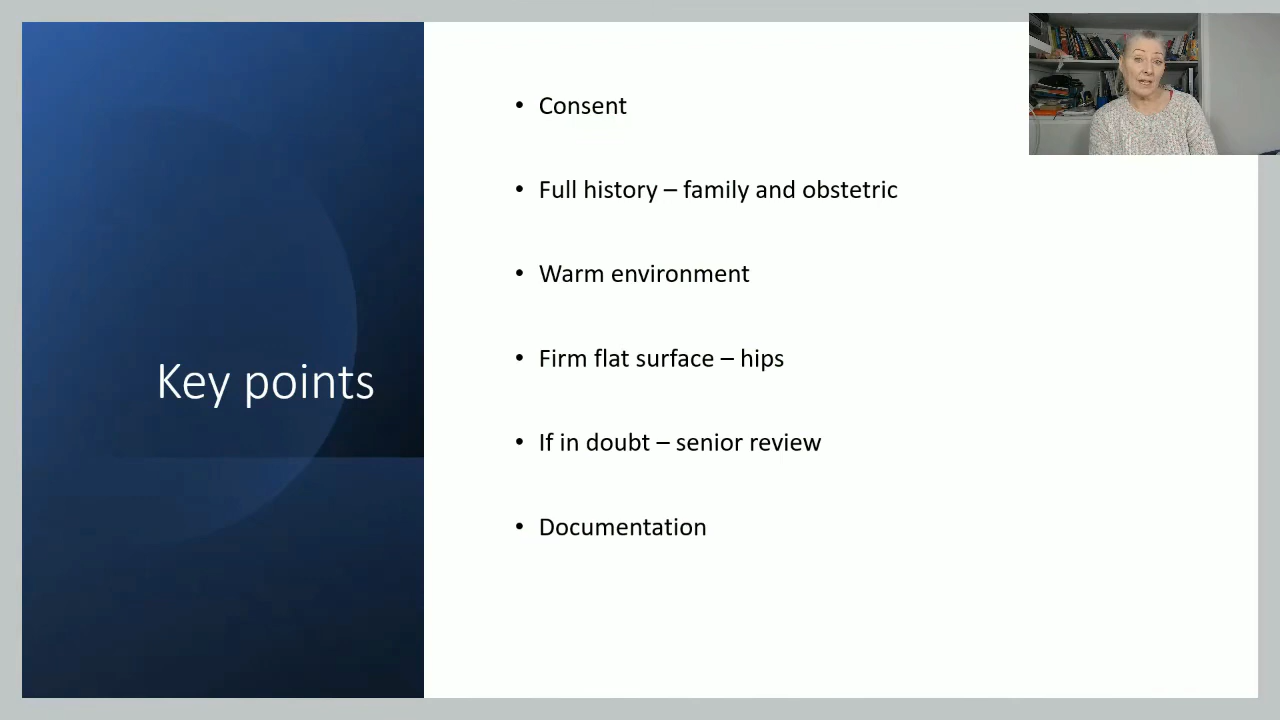 Key points
• Consent
• Full history – family and obstetric
• Warm environment
• Firm flat surface – hips
• If in doubt – senior review
• Documentation